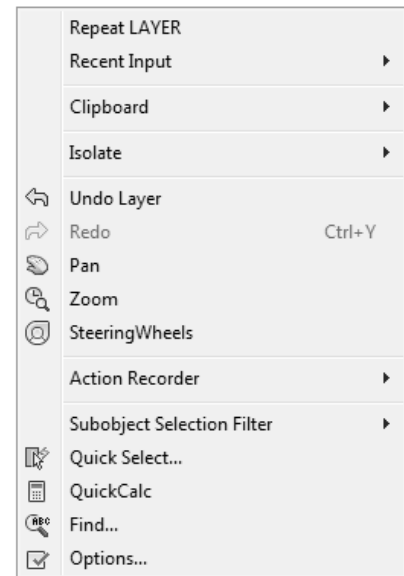 Repeat LAYER
Recent Input
Clipboard
Isolate
Undo Layer
Redo Ctrl+Y
Pan
Zoom
SteeringWheels
Action Recorder
Subobject Selection Filter
Quick Select...
QuickCalc
ABC Find...
Options...